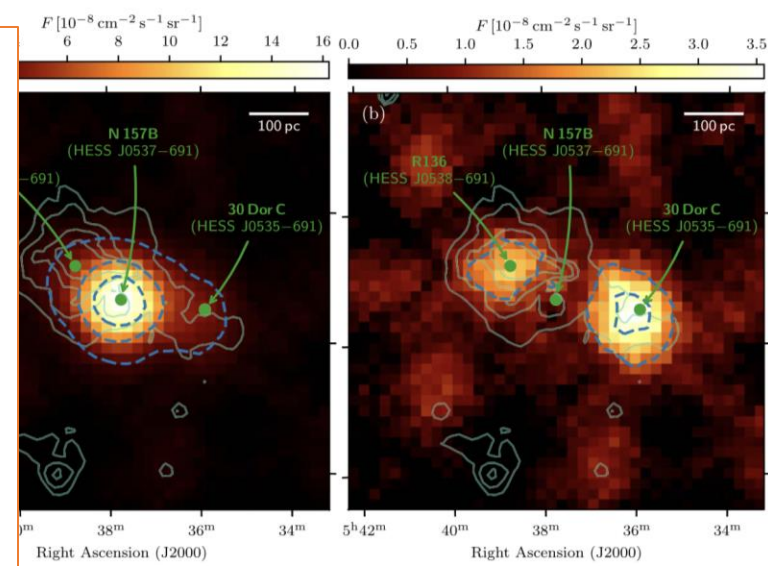 F [10⁻⁸ cm⁻² s⁻¹ sr⁻¹]
6 8 10 12 14 16
100 pc
N 157B
(HESS J0537−691)
−691)
30 Dor C
(HESS J0535−691)
0ᵐ 38ᵐ 36ᵐ 34ᵐ
Right Ascension (J2000)
F [10⁻⁸ cm⁻² s⁻¹ sr⁻¹]
0.0 0.5 1.0 1.5 2.0 2.5 3.0 3.5
(b)
100 pc
N 157B
(HESS J0537−691)
R136
(HESS J0538−691)
30 Dor C
(HESS J0535−691)
5ʰ42ᵐ 40ᵐ 38ᵐ 36ᵐ 34ᵐ
Right Ascension (J2000)